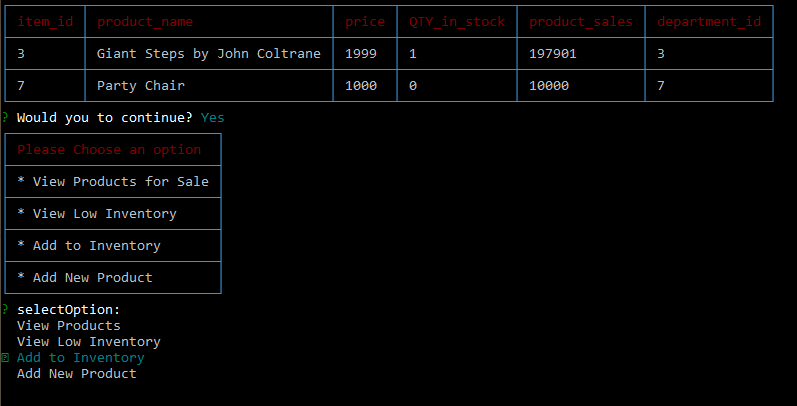 item_id product_name price QTY_in_stock product_sales department_id
3 Giant Steps by John Coltrane 1999 1 197901 3
7 Party Chair 1000 0 10000 7
? Would you to continue? Yes
Please Choose an option
* View Products for Sale
* View Low Inventory
* Add to Inventory
* Add New Product
? selectOption:
View Products
View Low Inventory
Add to Inventory
Add New Product